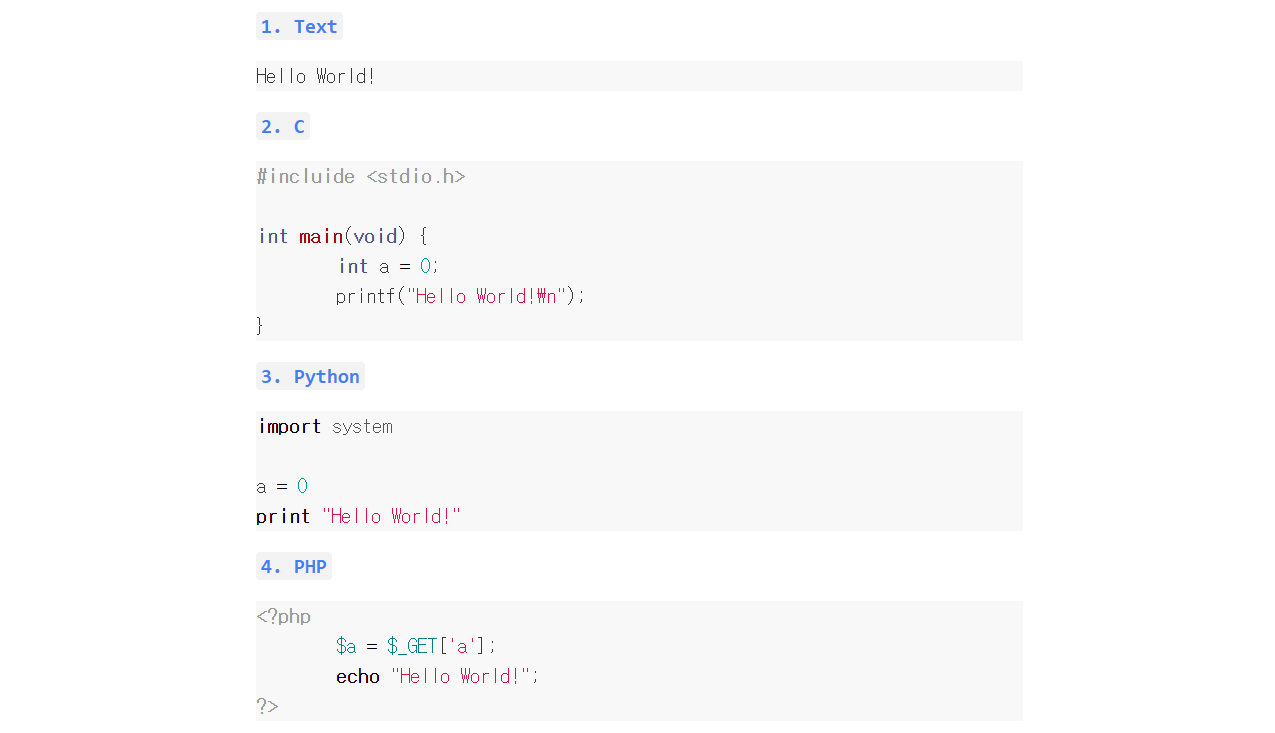 1. Text
Hello World!
2. C
#incluide <stdio.h>
int main(void) {
int a = 0;
printf("Hello World!₩n");
}
3. Python
import system
a = 0
print "Hello World!"
4. PHP
<?php
$a = $_GET['a'];
echo "Hello World!";
?>